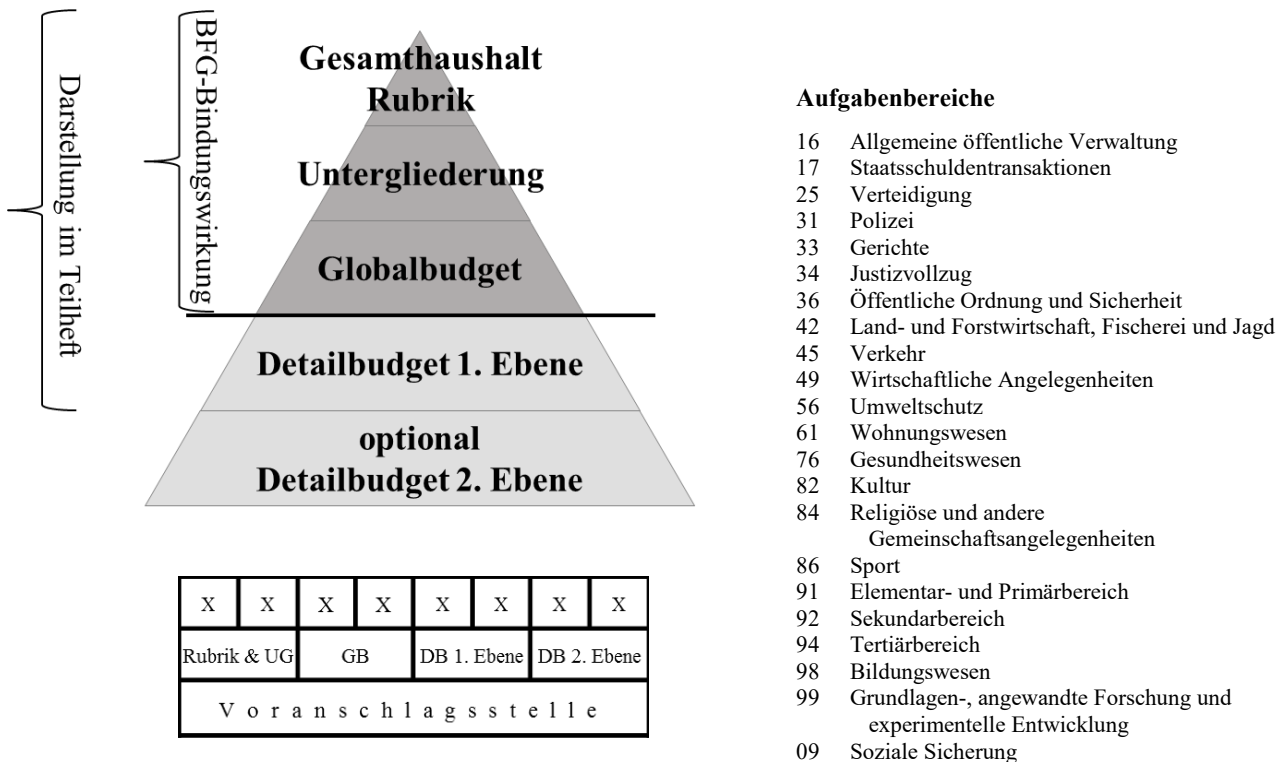 Darstellung im Teilheft
BFG-Bindungswirkung
Gesamthaushalt
Rubrik
Untergliederung
Globalbudget
Detailbudget 1. Ebene
optional
Detailbudget 2. Ebene
X X X X X X X X
Rubrik & UG GB DB 1. Ebene DB 2. Ebene
Voranschlagsstelle
Aufgabenbereiche
16 Allgemeine öffentliche Verwaltung
17 Staatsschuldentransaktionen
25 Verteidigung
31 Polizei
33 Gerichte
34 Justizvollzug
36 Öffentliche Ordnung und Sicherheit
42 Land- und Forstwirtschaft, Fischerei und Jagd
45 Verkehr
49 Wirtschaftliche Angelegenheiten
56 Umweltschutz
61 Wohnungswesen
76 Gesundheitswesen
82 Kultur
84 Religiöse und andere
Gemeinschaftsangelegenheiten
86 Sport
91 Elementar- und Primärbereich
92 Sekundarbereich
94 Tertiärbereich
98 Bildungswesen
99 Grundlagen-, angewandte Forschung und
experimentelle Entwicklung
09 Soziale Sicherung